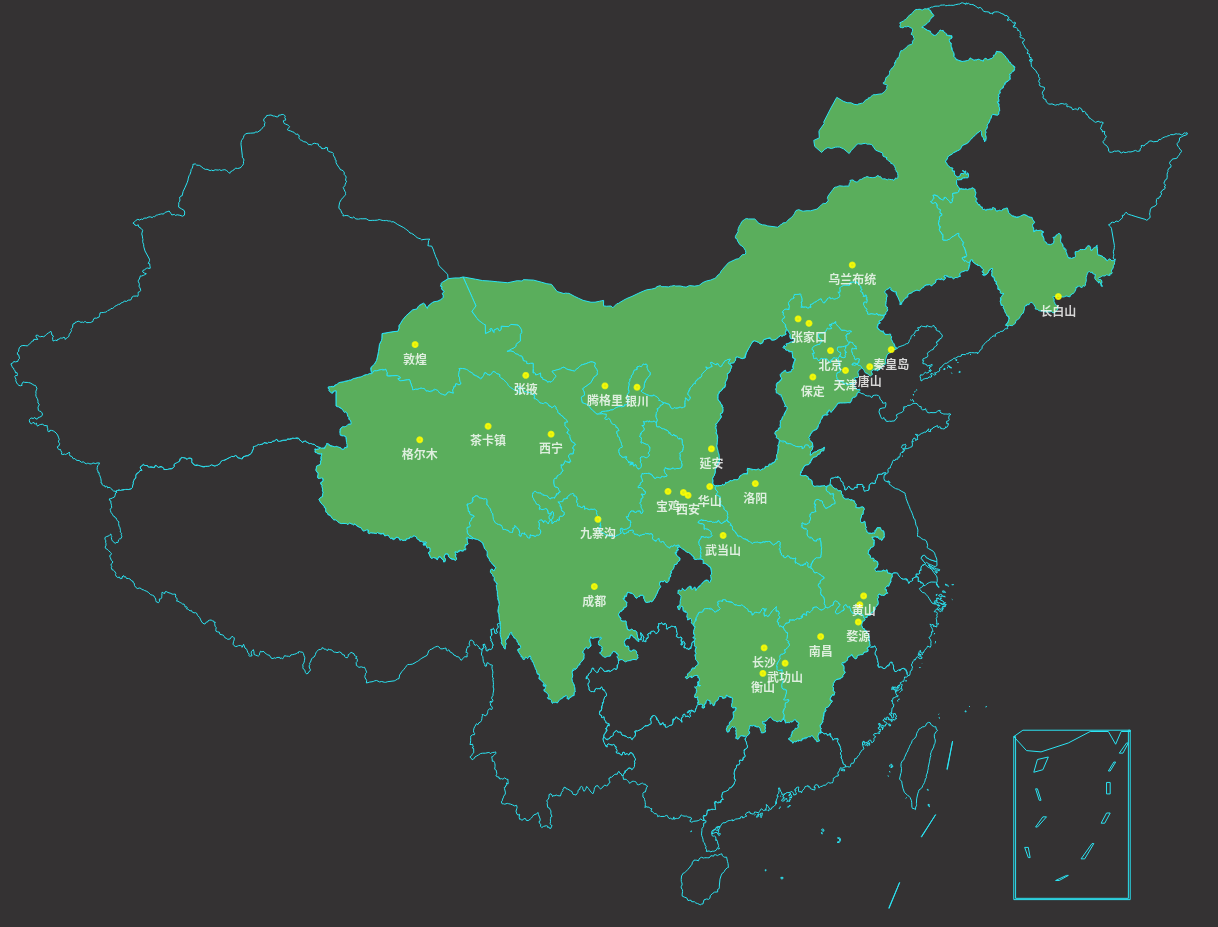 乌兰布统
长白山
张家口
敦煌
北京
秦皇岛
张掖
天津
唐山
保定
腾格里
银川
茶卡镇
西宁
格尔木
延安
宝鸡
西安
华山
洛阳
九寨沟
武当山
成都
黄山
婺源
南昌
长沙
武功山
衡山